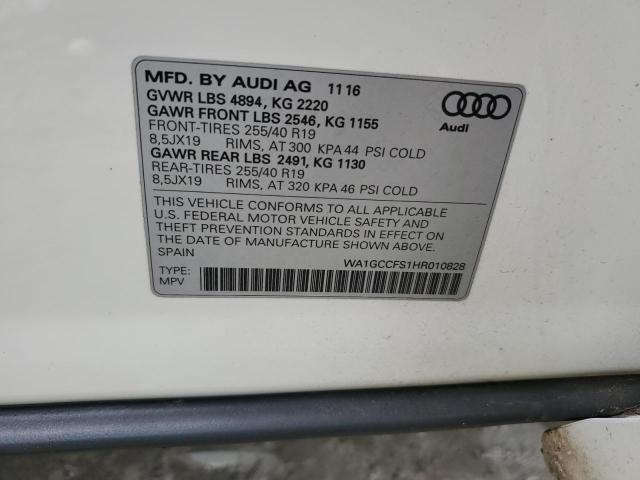 MFD. BY AUDI AG 11 16
GVWR LBS 4894, KG 2220
GAWR FRONT LBS 2546, KG 1155
FRONT-TIRES 255/40 R19
8,5JX19 RIMS, AT 300 KPA 44 PSI COLD
GAWR REAR LBS 2491, KG 1130
REAR-TIRES 255/40 R19
8,5JX19 RIMS, AT 320 KPA 46 PSI COLD
Audi
THIS VEHICLE CONFORMS TO ALL APPLICABLE
U.S. FEDERAL MOTOR VEHICLE SAFETY AND
THEFT PREVENTION STANDARDS IN EFFECT ON
THE DATE OF MANUFACTURE SHOWN ABOVE.
SPAIN
WA1GCCFS1HR010828
TYPE:
MPV